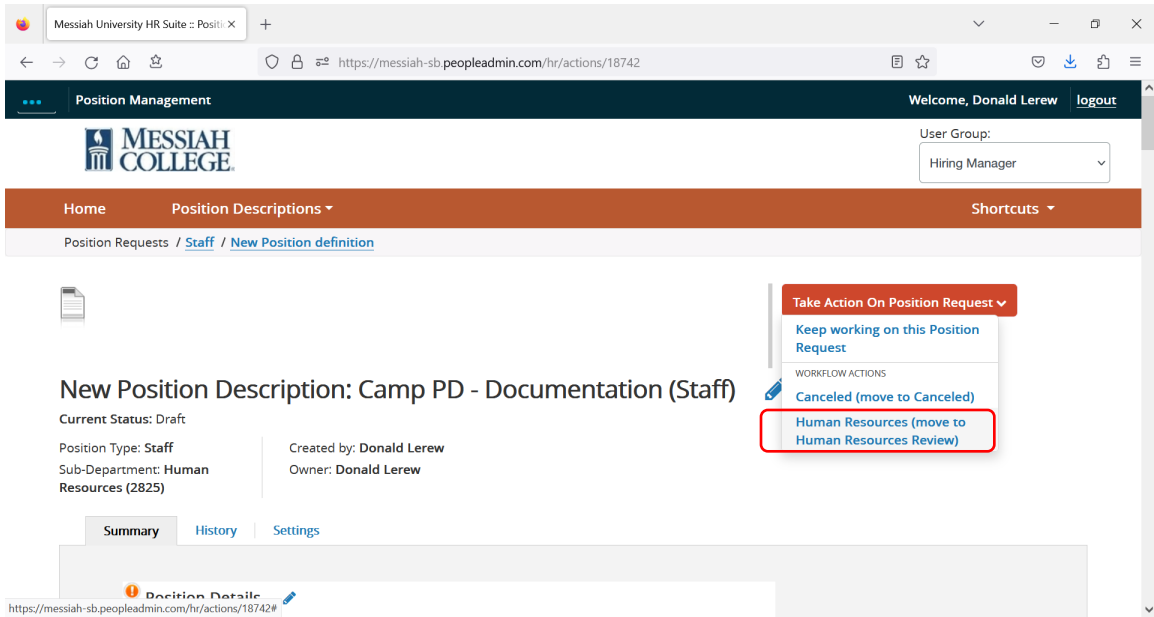 Messiah University HR Suite :: Positi
https://messiah-sb.peopleadmin.com/hr/actions/18742
Position Management
Welcome, Donald Lerew
logout
MESSIAH
COLLEGE
User Group:
Hiring Manager
Home
Position Descriptions
Shortcuts
Position Requests / Staff / New Position definition
Take Action On Position Request
Keep working on this Position
Request
WORKFLOW ACTIONS
Canceled (move to Canceled)
Human Resources (move to
Human Resources Review)
New Position Description: Camp PD - Documentation (Staff)
Current Status: Draft
Position Type: Staff
Created by: Donald Lerew
Sub-Department: Human
Resources (2825)
Owner: Donald Lerew
Summary
History
Settings
Position Details
https://messiah-sb.peopleadmin.com/hr/actions/18742#